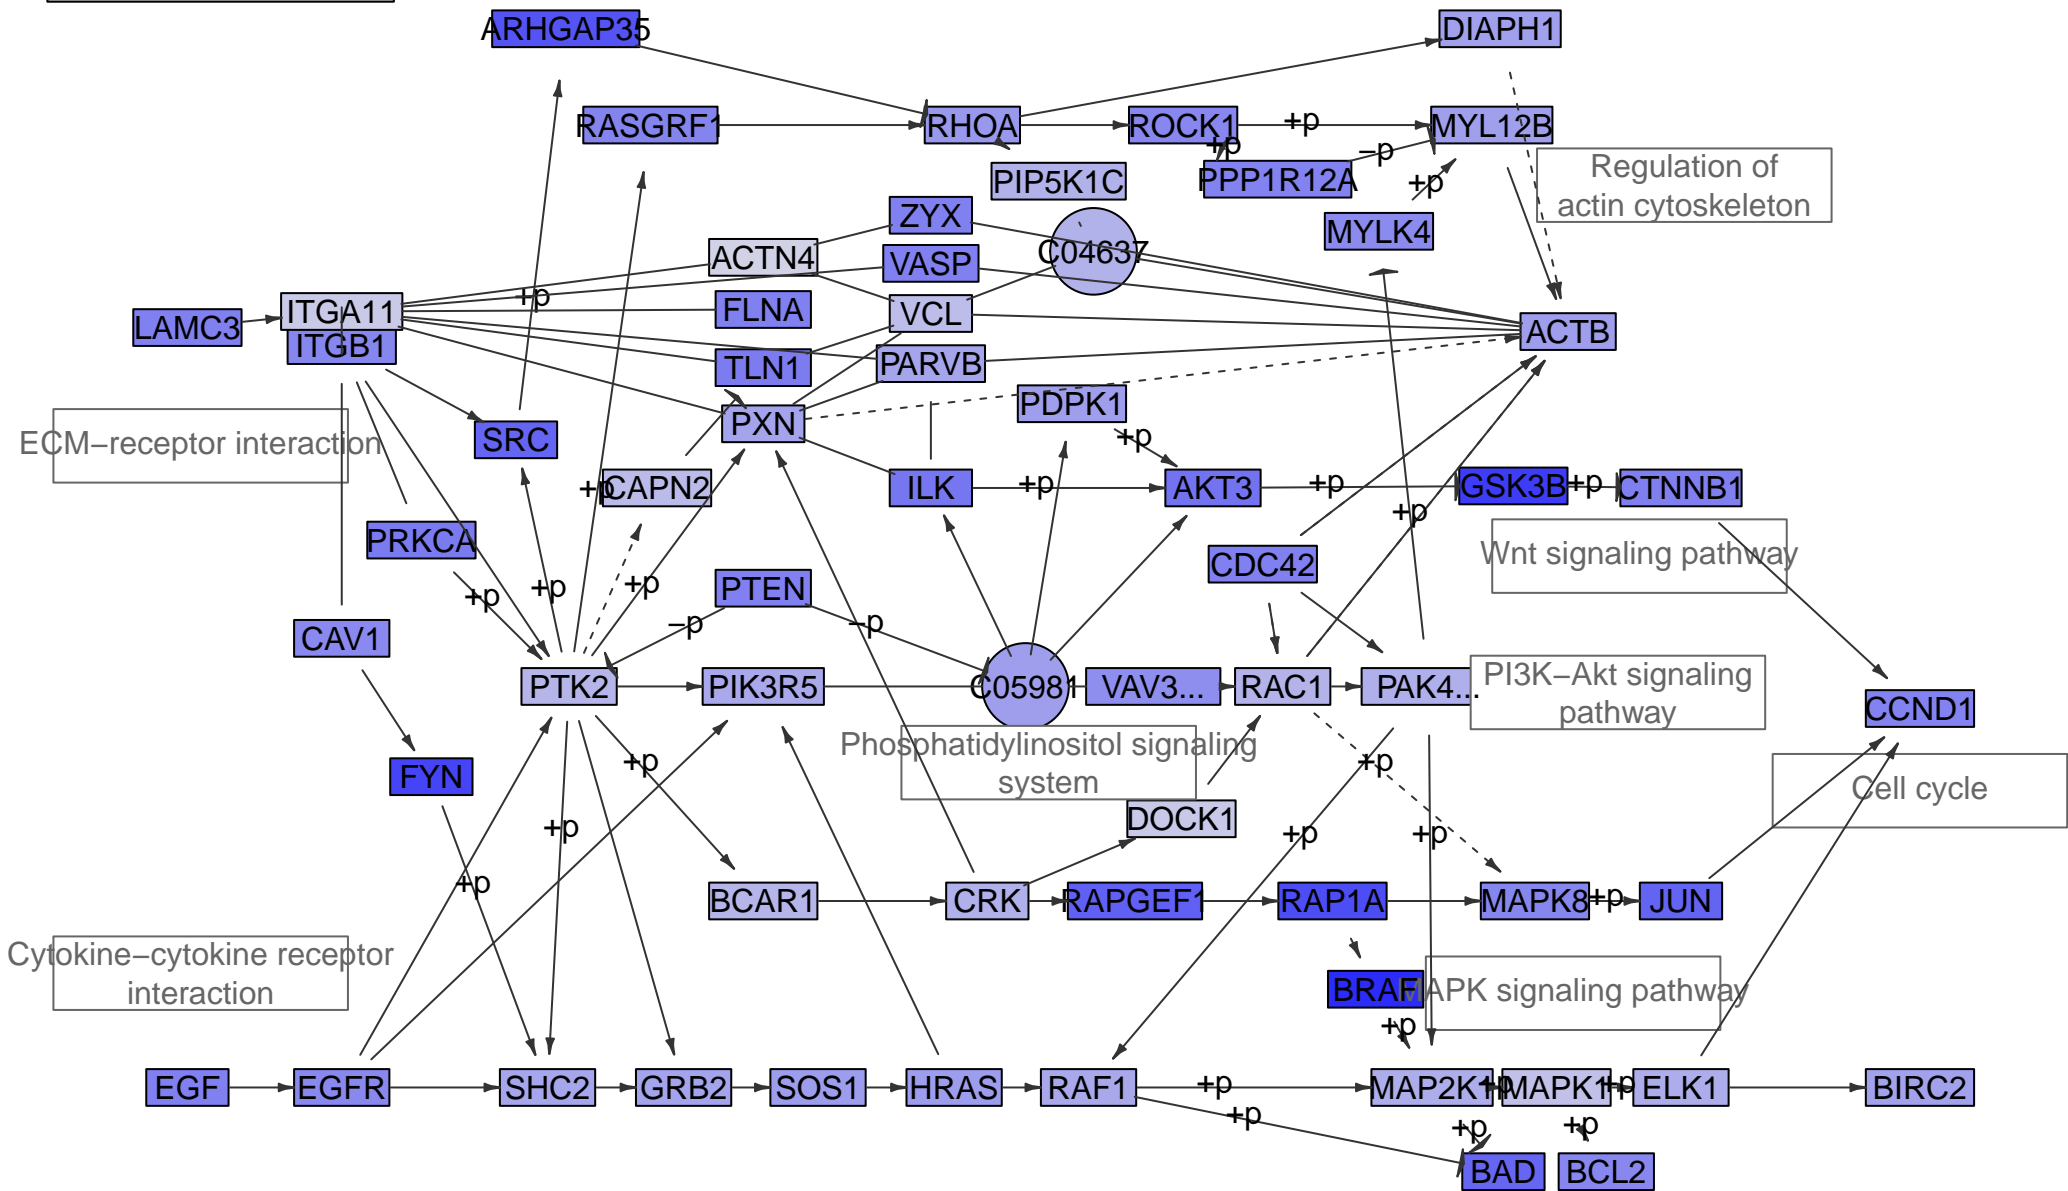 ARHGAP35
DIAPH1
RASGRF1
RHOA
ROCK1
+p
MYL12B
+p
−p
PIP5K1C
PPP1R12A
+p
Regulation of
actin cytoskeleton
ZYX
MYLK4
ACTN4
VASP
C04637
+p
ITGA11
FLNA
VCL
LAMC3
ACTB
ITGB1
TLN1
PARVB
PDPK1
PXN
+p
ECM−receptor interaction
SRC
+p
CAPN2
ILK
+p
AKT3
+p
GSK3B
+p
CTNNB1
+p
PRKCA
Wnt signaling pathway
CDC42
+p
+p
+p
PTEN
−p
−p
CAV1
PTK2
PIK3R5
C05981
VAV3...
RAC1
PAK4...
PI3K−Akt signaling
pathway
CCND1
Phosphatidylinositol signaling
system
+p
+p
FYN
Cell cycle
DOCK1
+p
+p
+p
+p
BCAR1
CRK
RAPGEF1
RAP1A
MAPK8
+p
JUN
Cytokine−cytokine receptor
interaction
BRAF
MAPK signaling pathway
+p
EGF
EGFR
SHC2
GRB2
SOS1
HRAS
RAF1
+p
MAP2K1
+p
MAPK1
+p
ELK1
BIRC2
+p
+p
+p
BAD
BCL2